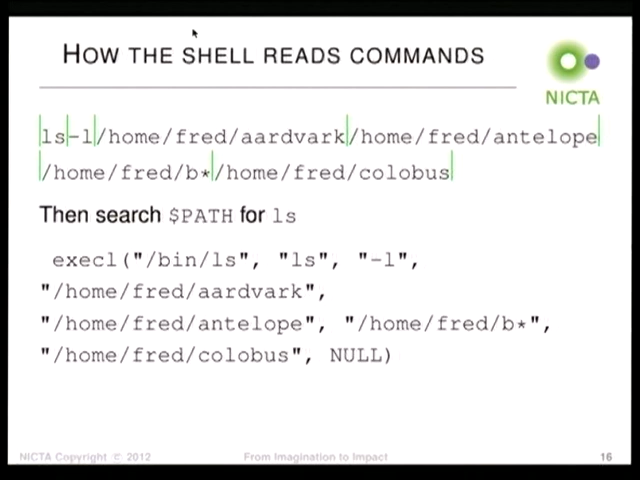 HOW THE SHELL READS COMMANDS
NICTA
ls|-l|/home/fred/aardvark|/home/fred/antelope|
|/home/fred/b*|/home/fred/colobus|
Then search $PATH for ls
execl("/bin/ls", "ls", "-l",
"/home/fred/aardvark",
"/home/fred/antelope", "/home/fred/b*",
"/home/fred/colobus", NULL)
NICTA Copyright © 2012
From Imagination to Impact
16